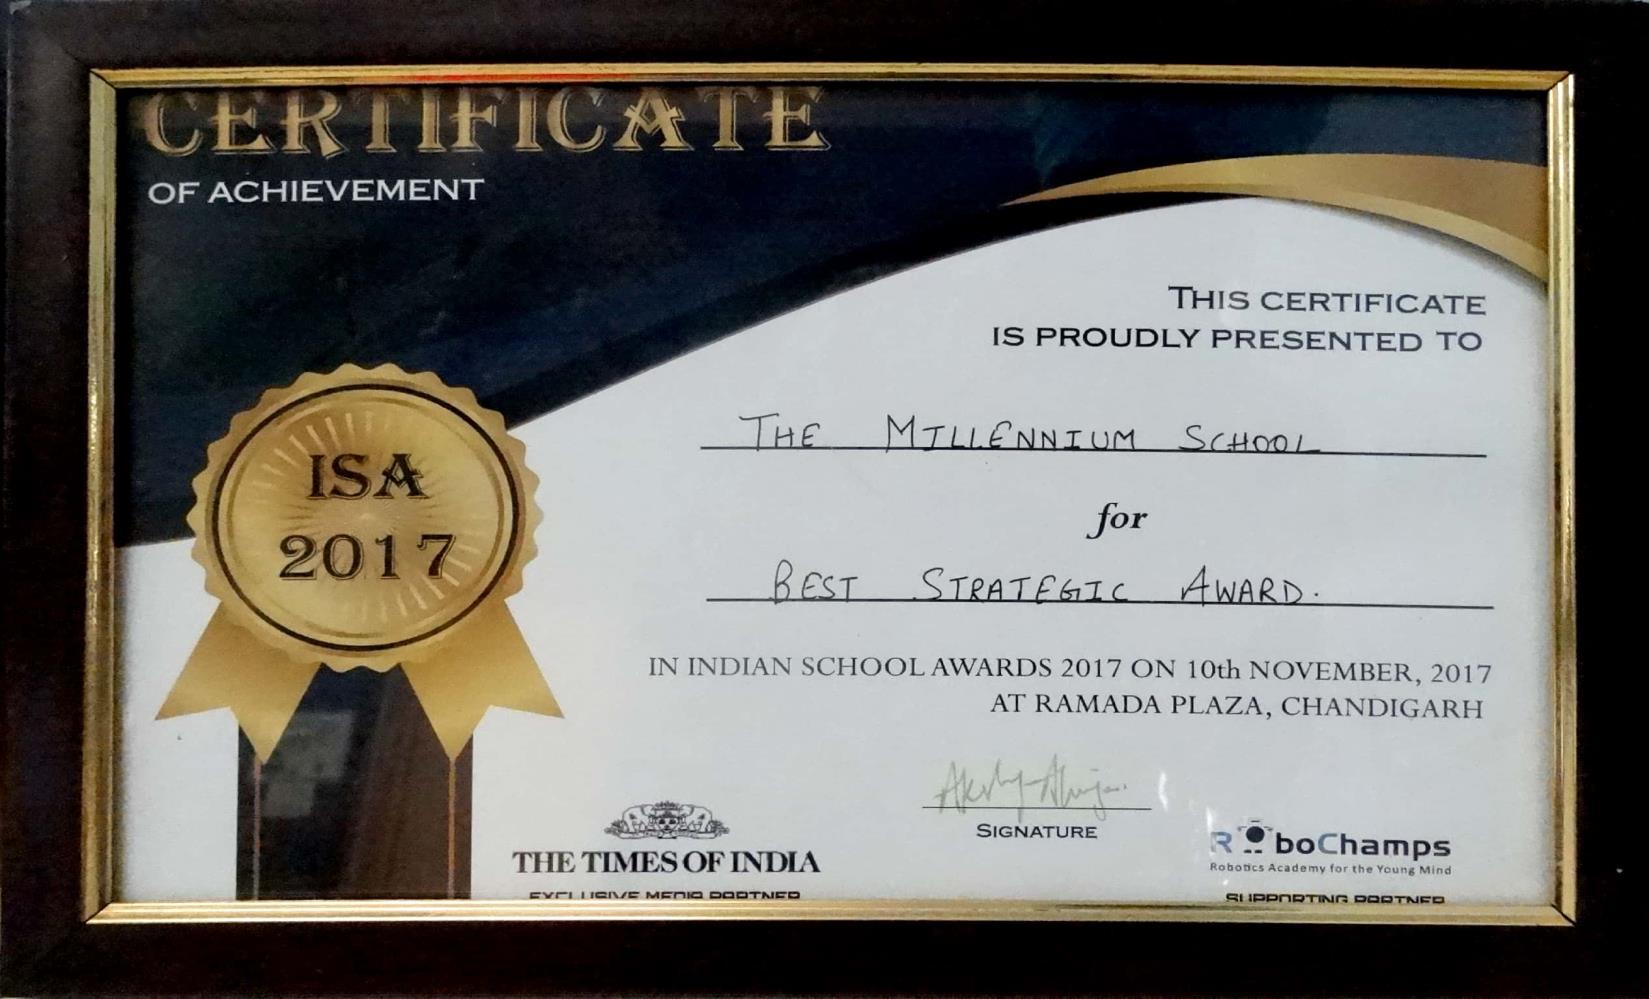 CERTIFICATE
OF ACHIEVEMENT
THIS CERTIFICATE
IS PROUDLY PRESENTED TO
THE MILLENNIUM SCHOOL
for
BEST STRATEGIC AWARD.
ISA
2017
IN INDIAN SCHOOL AWARDS 2017 ON 10th NOVEMBER, 2017
AT RAMADA PLAZA, CHANDIGARH
SIGNATURE
THE TIMES OF INDIA
EXCLUSIVE MEDIA PARTNER
RoboChamps
Robotics Academy for the Young Mind
SUPPORTING PARTNER